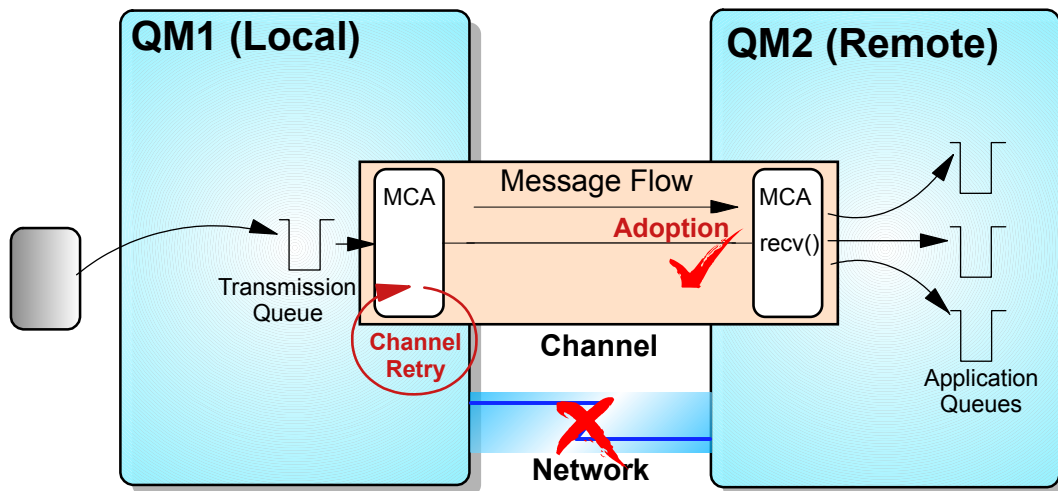 QM1 (Local)
QM2 (Remote)
MCA
Message Flow
MCA
Adoption
recv()
Transmission
Queue
Channel
Retry
Channel
Application
Queues
Network